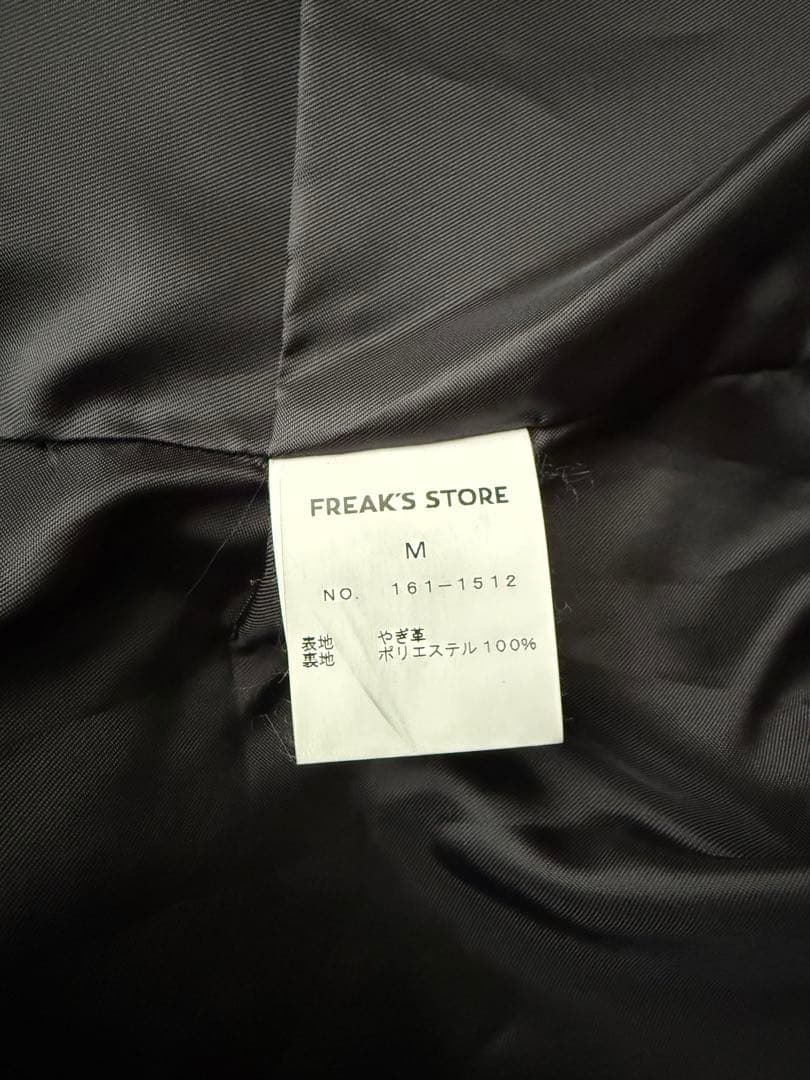 FREAK'S STORE
M
NO. 161-1512
表地 やぎ革
裏地 ポリエステル100%